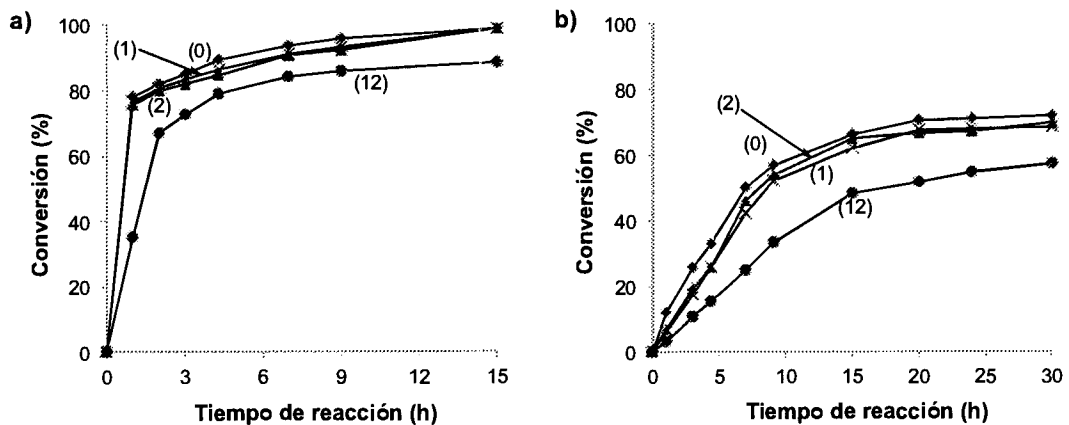 a)
100
80
60
40
20
0
Conversión (%)
(1)
(0)
(2)
(12)
0 3 6 9 12 15
Tiempo de reacción (h)
b)
100
80
60
40
20
0
Conversión (%)
(2)
(0)
(1)
(12)
0 5 10 15 20 25 30
Tiempo de reacción (h)